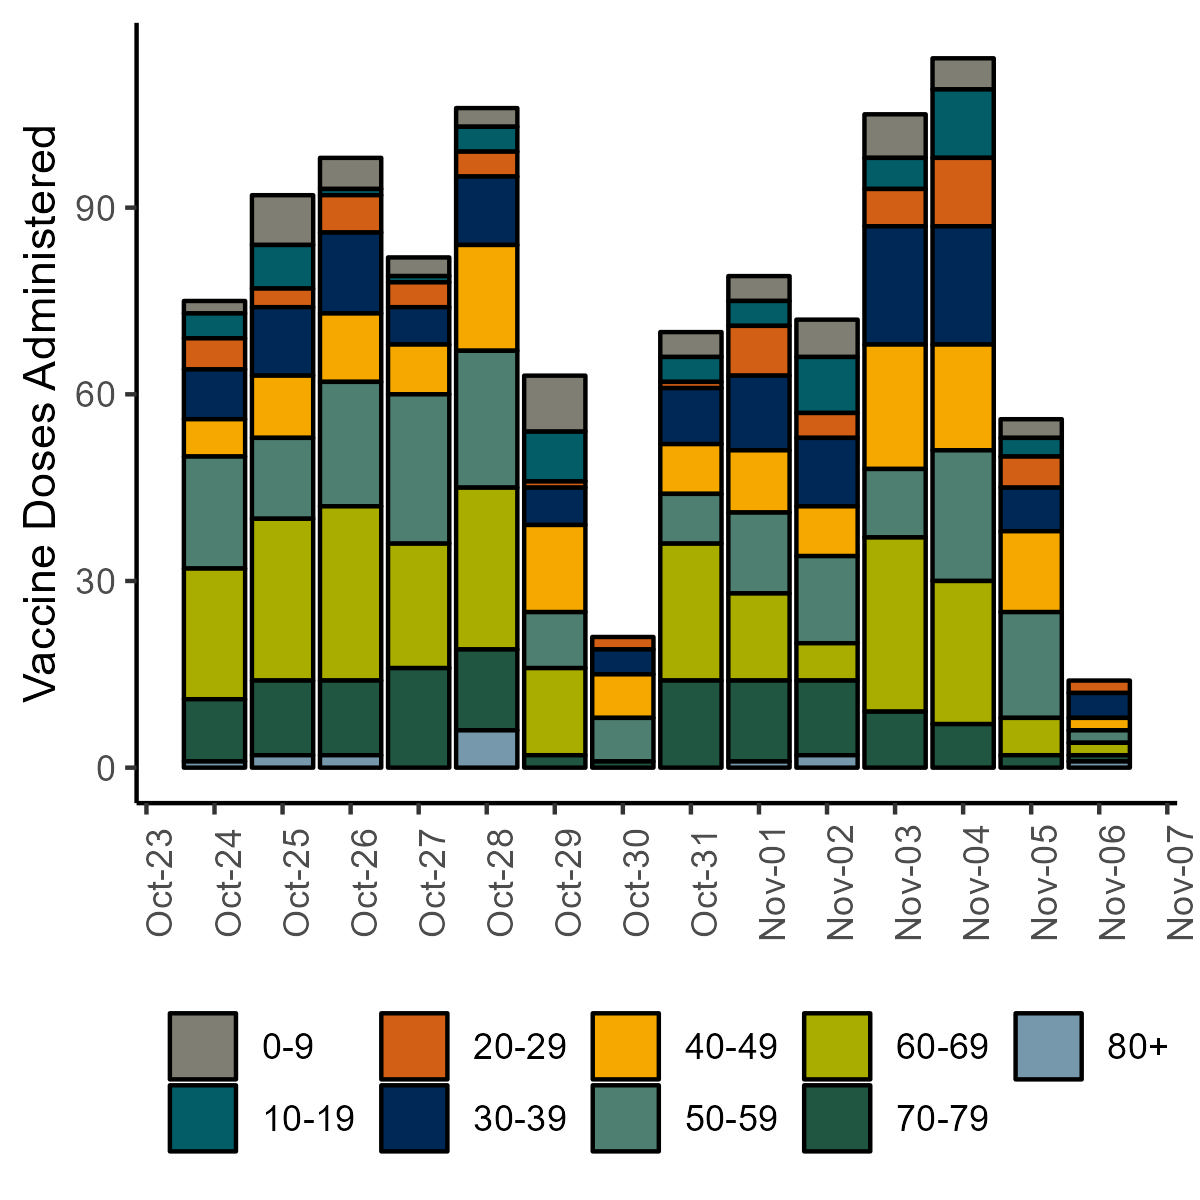 Vaccine Doses Administered
90
60
30
0
Oct-23
Oct-24
Oct-25
Oct-26
Oct-27
Oct-28
Oct-29
Oct-30
Oct-31
Nov-01
Nov-02
Nov-03
Nov-04
Nov-05
Nov-06
Nov-07
0-9 20-29 40-49 60-69 80+
10-19 30-39 50-59 70-79